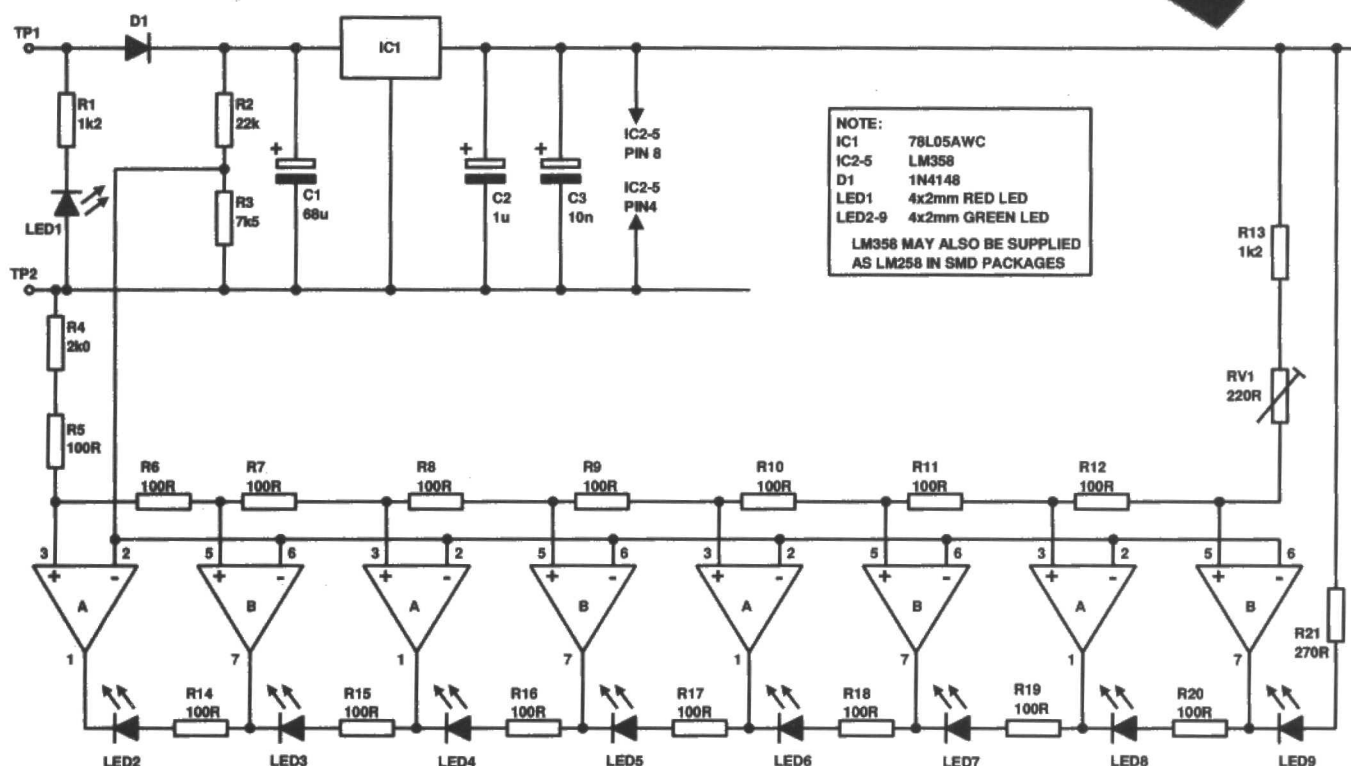 TP1
D1
IC1
R1
1k2
R2
22k
+
C1
68u
LED1
R3
7k5
+
C2
1u
+
C3
10n
IC2-5
PIN 8
IC2-5
PIN4
NOTE:
IC1 78L05AWC
IC2-5 LM358
D1 1N4148
LED1 4x2mm RED LED
LED2-9 4x2mm GREEN LED
LM358 MAY ALSO BE SUPPLIED
AS LM258 IN SMD PACKAGES
R13
1k2
TP2
R4
2k0
RV1
220R
R5
100R
R6
100R
R7
100R
R8
100R
R9
100R
R10
100R
R11
100R
R12
100R
3 2 5 6 3 2 5 6 3 2 5 6 3 2 5 6
+ - + - + - + - + - + - + - + -
A B A B A B A B
1 7 1 7 1 7 1 7
R21
270R
R14
100R
R15
100R
R16
100R
R17
100R
R18
100R
R19
100R
R20
100R
LED2 LED3 LED4 LED5 LED6 LED7 LED8 LED9